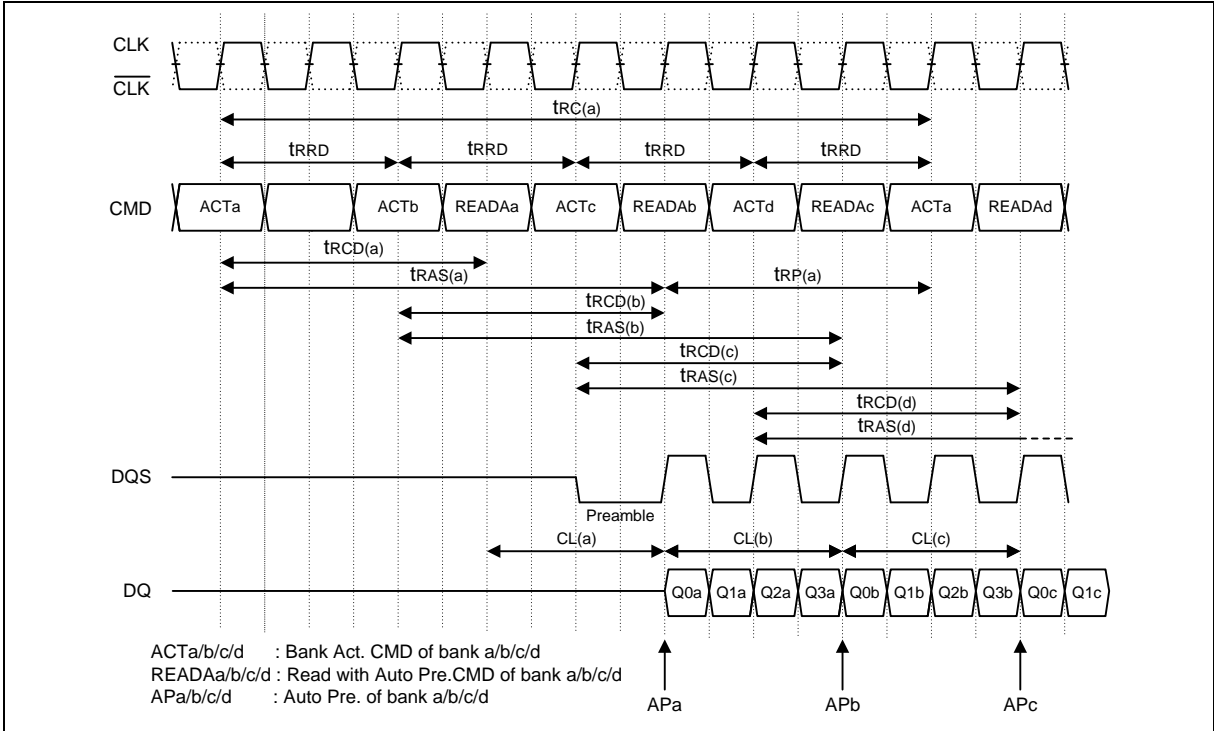 CLK
CLK
tRC(a)
tRRD tRRD tRRD tRRD
CMD ACTa ACTb READAa ACTc READAb ACTd READAc ACTa READAd
tRCD(a)
tRAS(a) tRP(a)
tRCD(b)
tRAS(b)
tRCD(c)
tRAS(c)
tRCD(d)
tRAS(d)
DQS
Preamble
CL(a) CL(b) CL(c)
DQ Q0a Q1a Q2a Q3a Q0b Q1b Q2b Q3b Q0c Q1c
ACTa/b/c/d : Bank Act. CMD of bank a/b/c/d
READAa/b/c/d : Read with Auto Pre.CMD of bank a/b/c/d
APa/b/c/d : Auto Pre. of bank a/b/c/d
APa APb APc